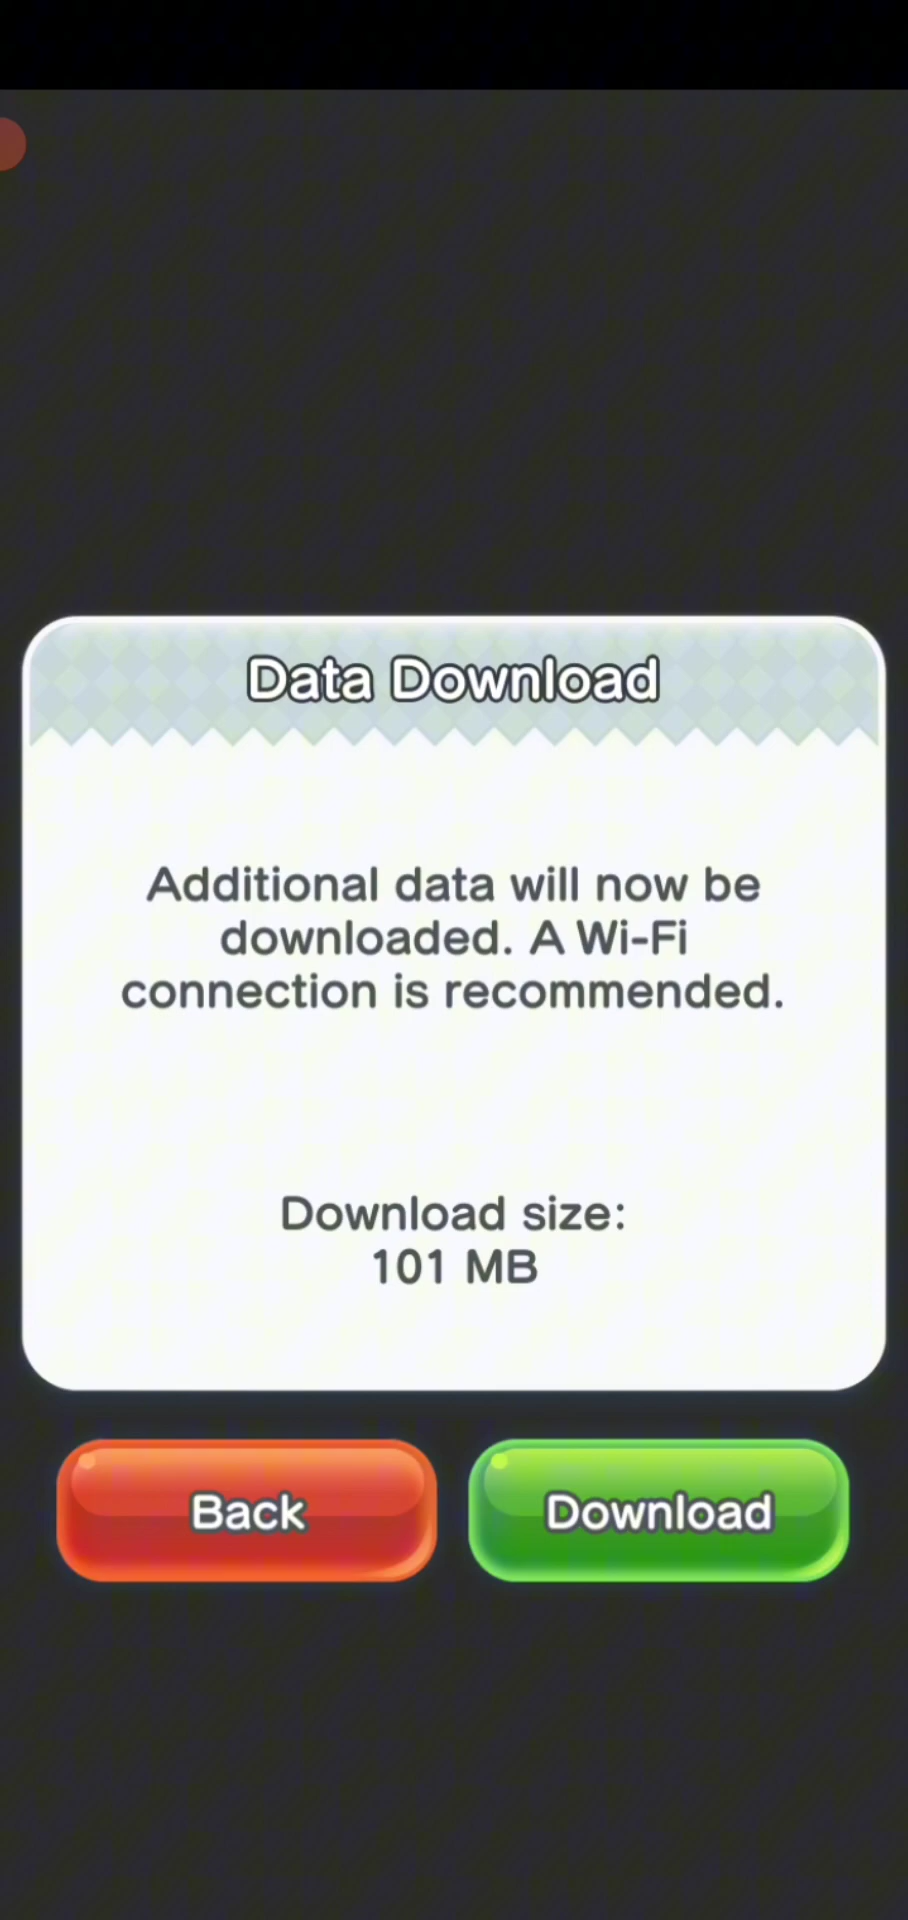 Data Download
Additional data will now be
downloaded. A Wi-Fi
connection is recommended.
Download size:
101 MB
Back
Download